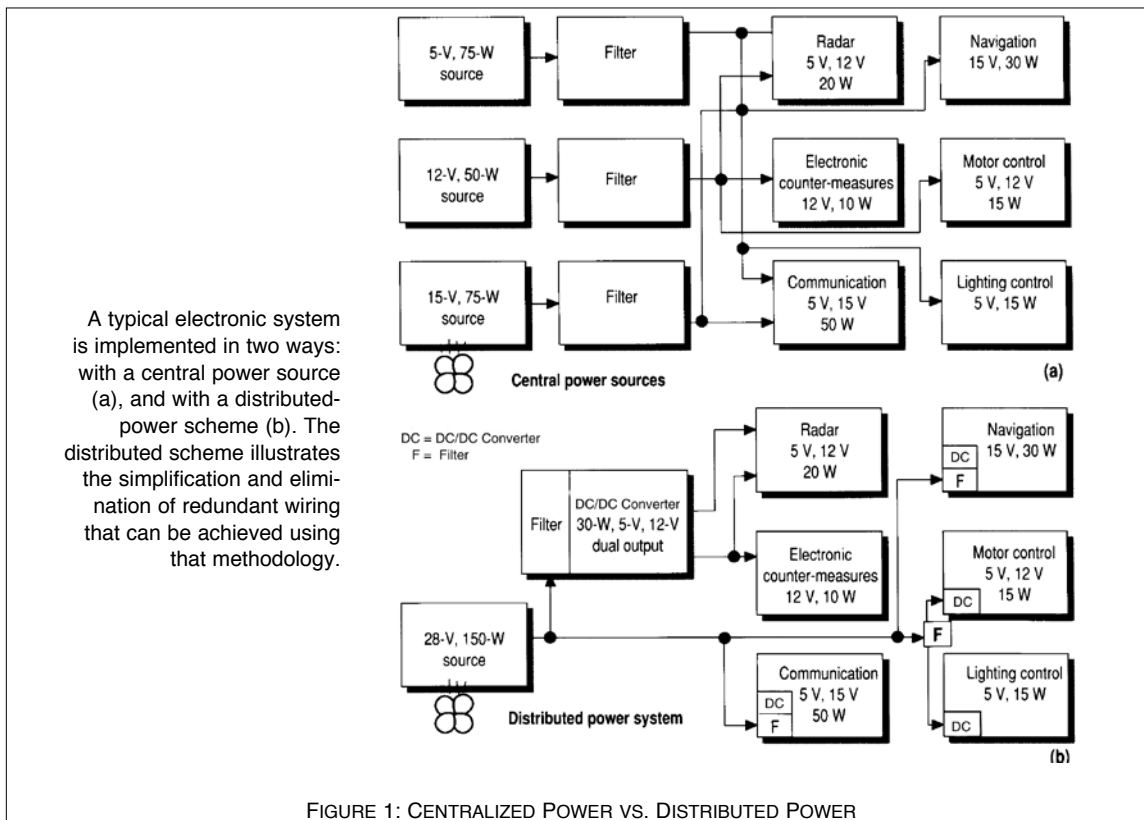 5-V, 75-W
source
Filter
Radar
5 V, 12 V
20 W
Navigation
15 V, 30 W
12-V, 50-W
source
Filter
Electronic
counter-measures
12 V, 10 W
Motor control
5 V, 12 V
15 W
15-V, 75-W
source
Filter
Communication
5 V, 15 V
50 W
Lighting control
5 V, 15 W
Central power sources
(a)
A typical electronic system
is implemented in two ways:
with a central power source
(a), and with a distributed-
power scheme (b). The
distributed scheme illustrates
the simplification and elimi-
nation of redundant wiring
that can be achieved using
that methodology.
DC = DC/DC Converter
F = Filter
Filter
DC/DC Converter
30-W, 5-V, 12-V
dual output
Radar
5 V, 12 V
20 W
Navigation
15 V, 30 W
DC
F
Electronic
counter-measures
12 V, 10 W
Motor control
5 V, 12 V
15 W
DC
F
28-V, 150-W
source
Communication
5 V, 15 V
50 W
DC
F
Lighting control
5 V, 15 W
DC
Distributed power system
(b)
FIGURE 1: CENTRALIZED POWER VS. DISTRIBUTED POWER